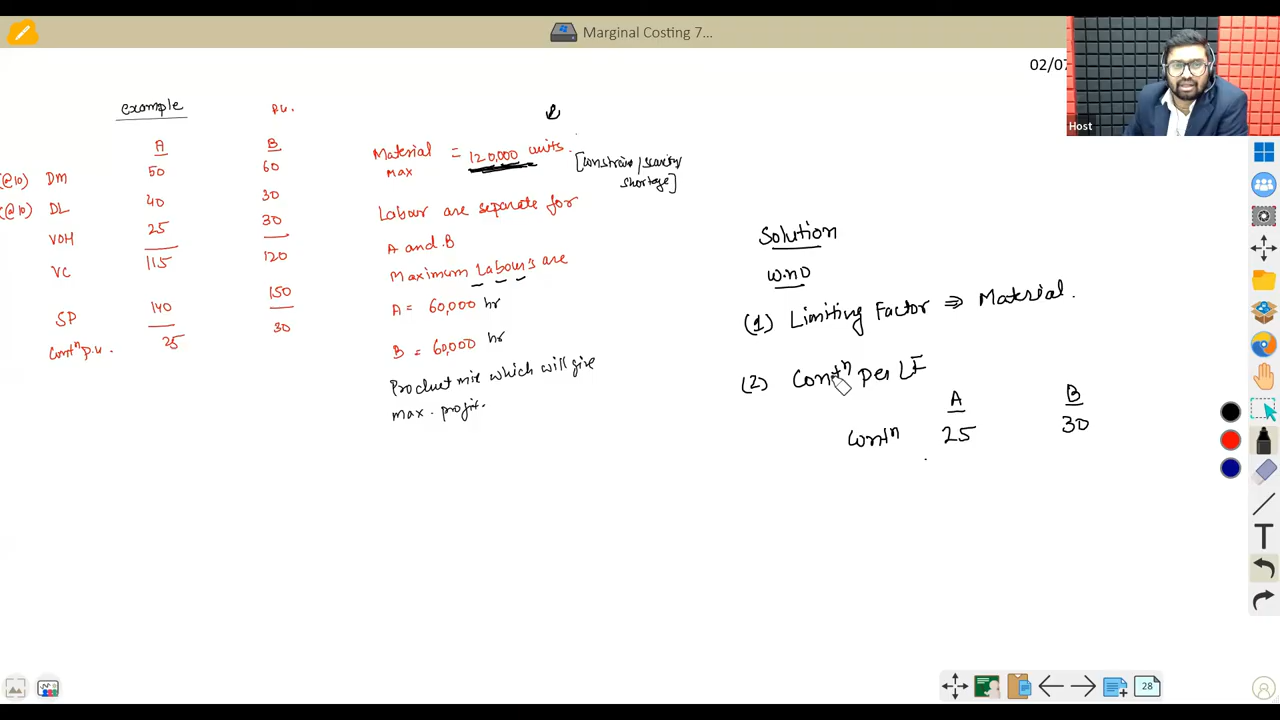 Marginal Costing 7...
02/07
Host
example
P.u.
A B
(@10) DM 50 60
(@10) DL 40 30
VOH 25 30
VC 115 120
SP 140 150
Contn p.u. 25 30
Material = 120,000 units.
max
[constrain / scarcity
shortage]
Labour are separate for
A and B
Maximum Labour's are
A = 60,000 hr
B = 60,000 hr
Product mix which will give
max. profit.
Solution
W.no
(1) Limiting Factor ⇒ Material.
(2) Contn per LF
A B
Contn 25 30
T
28